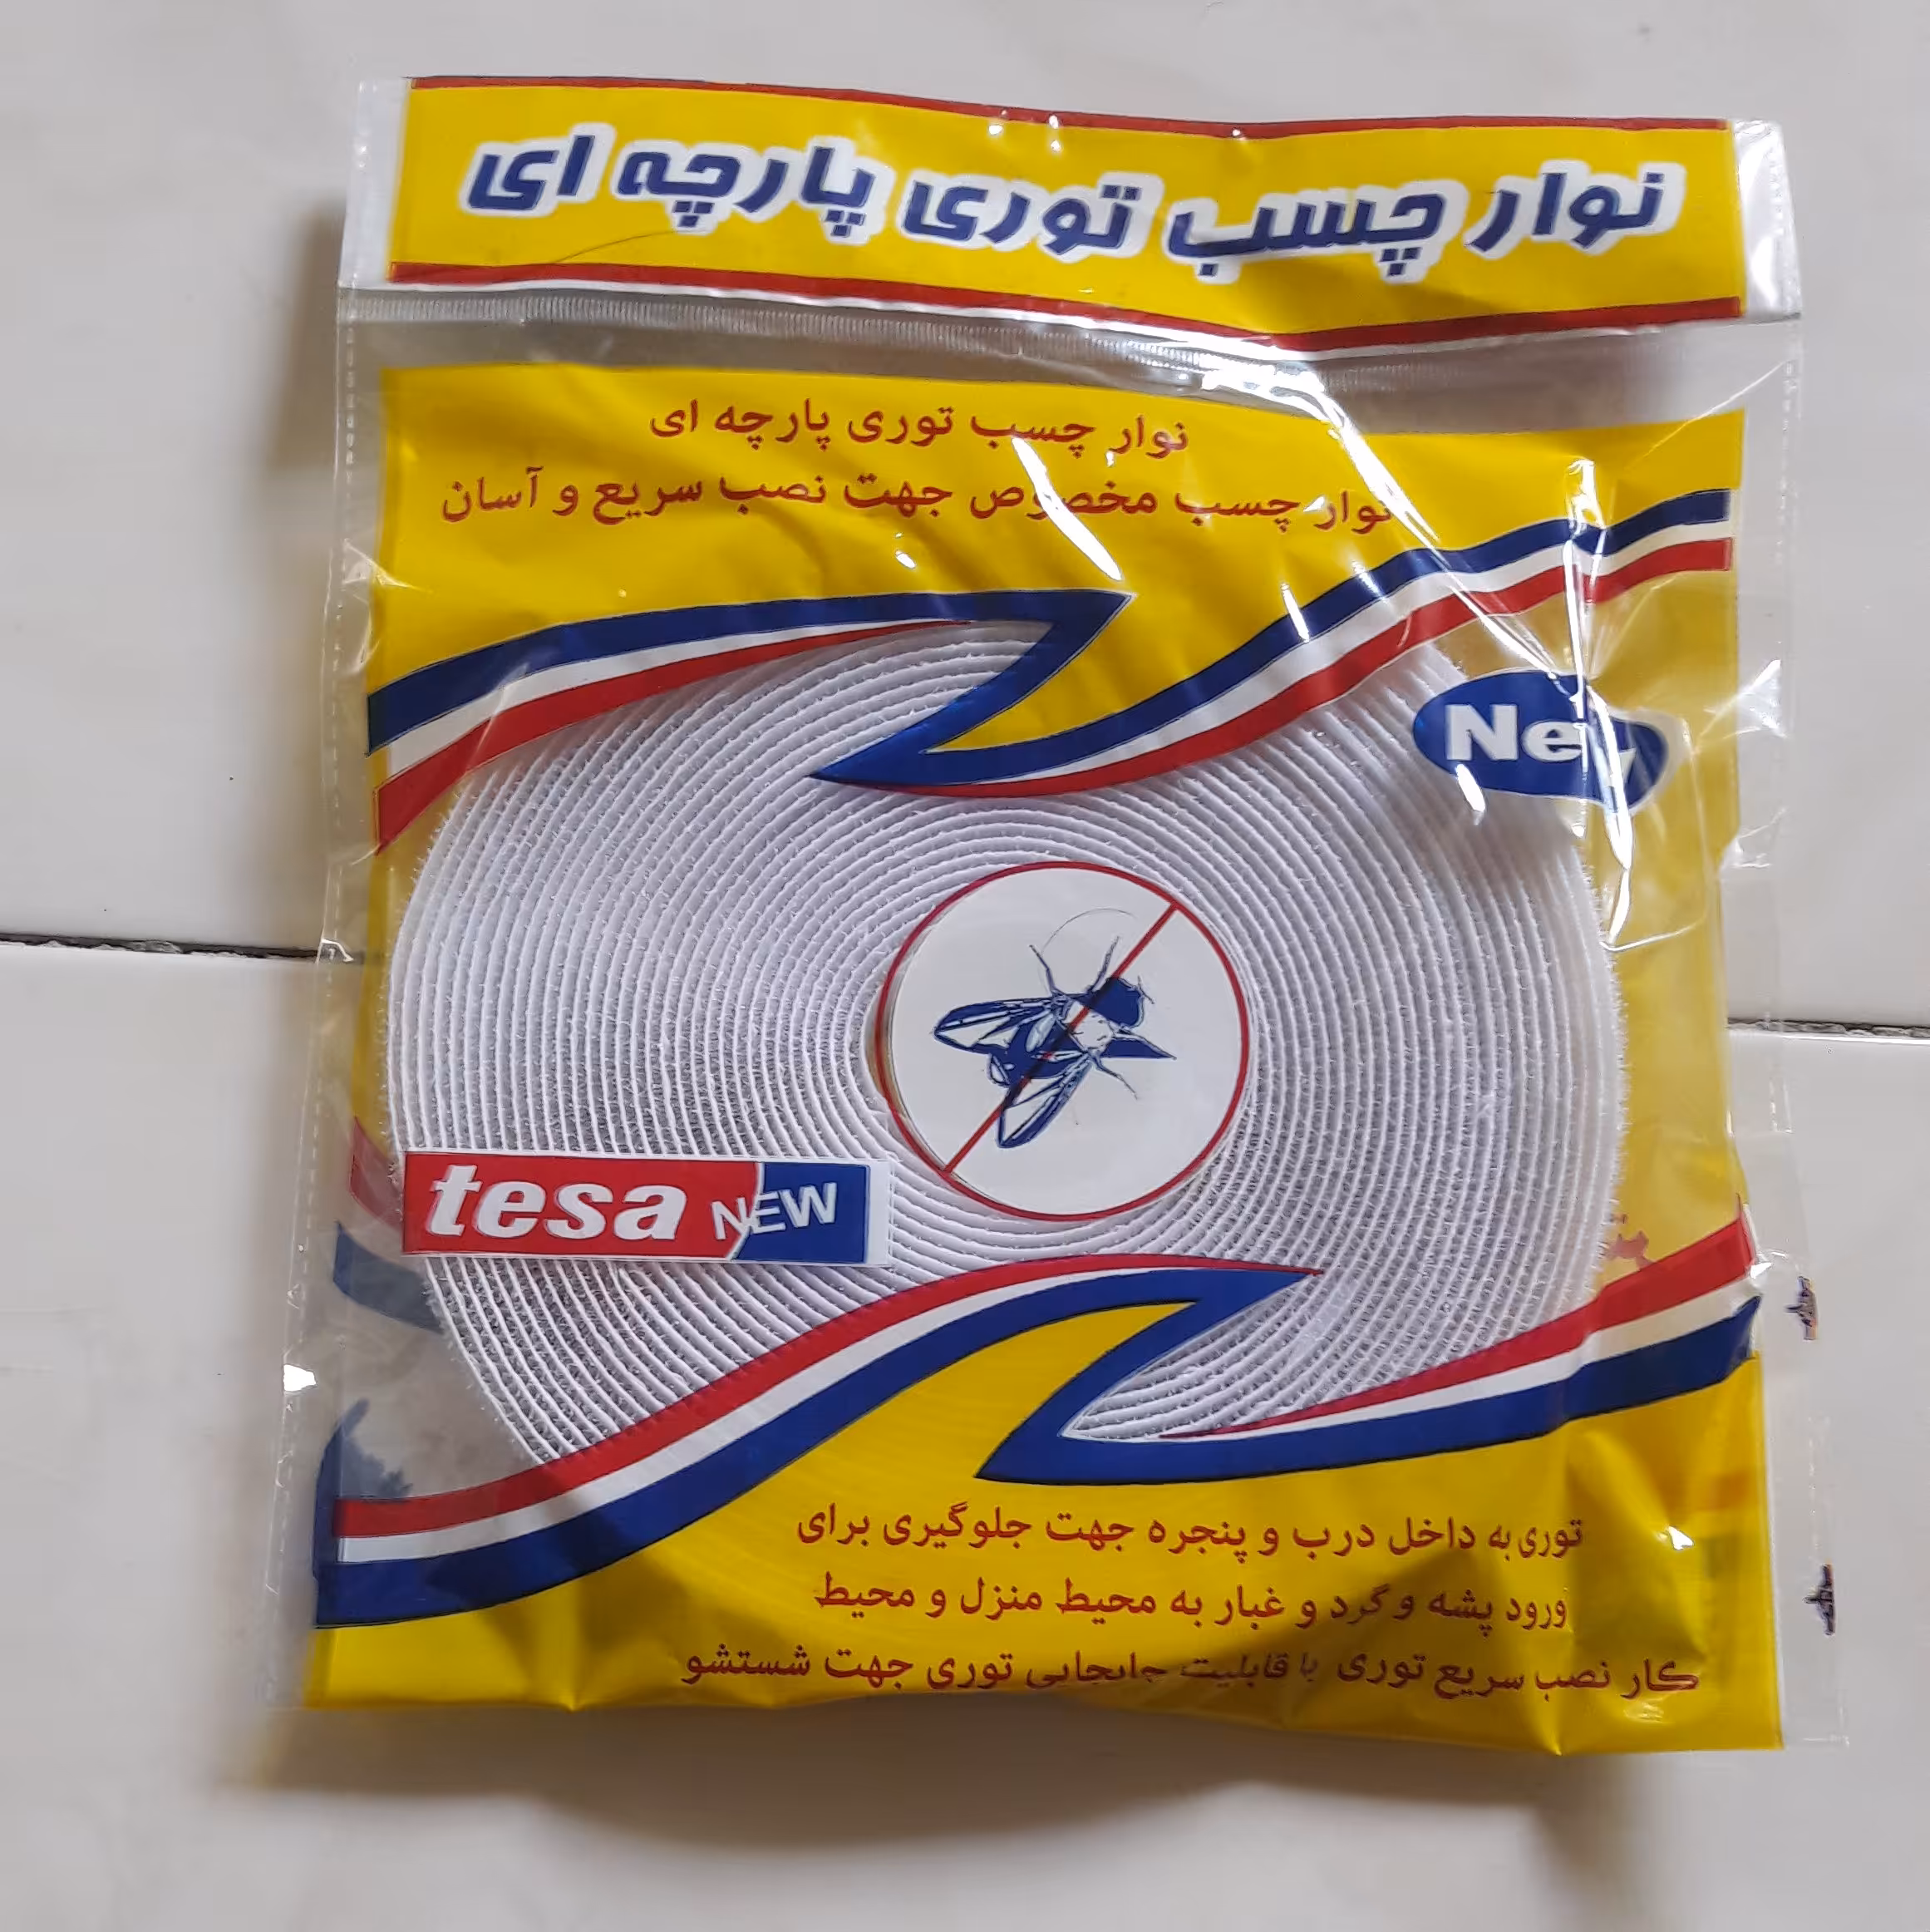 نوار چسب توری پارچه ای
نوار چسب توری پارچه ای
نوار چسب مخصوص جهت نصب سریع و آسان
New
tesa NEW
توری به داخل درب و پنجره جهت جلوگیری برای
ورود پشه و گرد و غبار به محیط منزل و محیط
کار نصب سریع توری با قابلیت جابجایی توری جهت شستشو